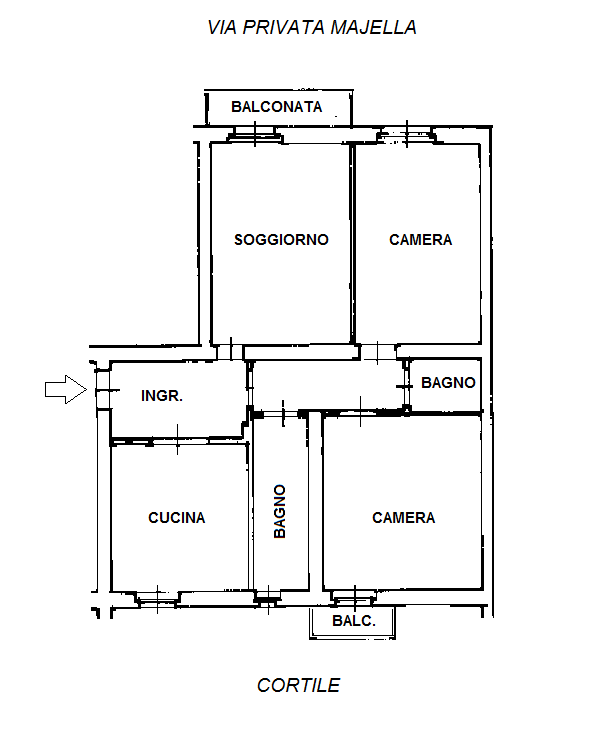 VIA PRIVATA MAJELLA
BALCONATA
SOGGIORNO
CAMERA
INGR.
BAGNO
CUCINA
BAGNO
CAMERA
BALC.
CORTILE